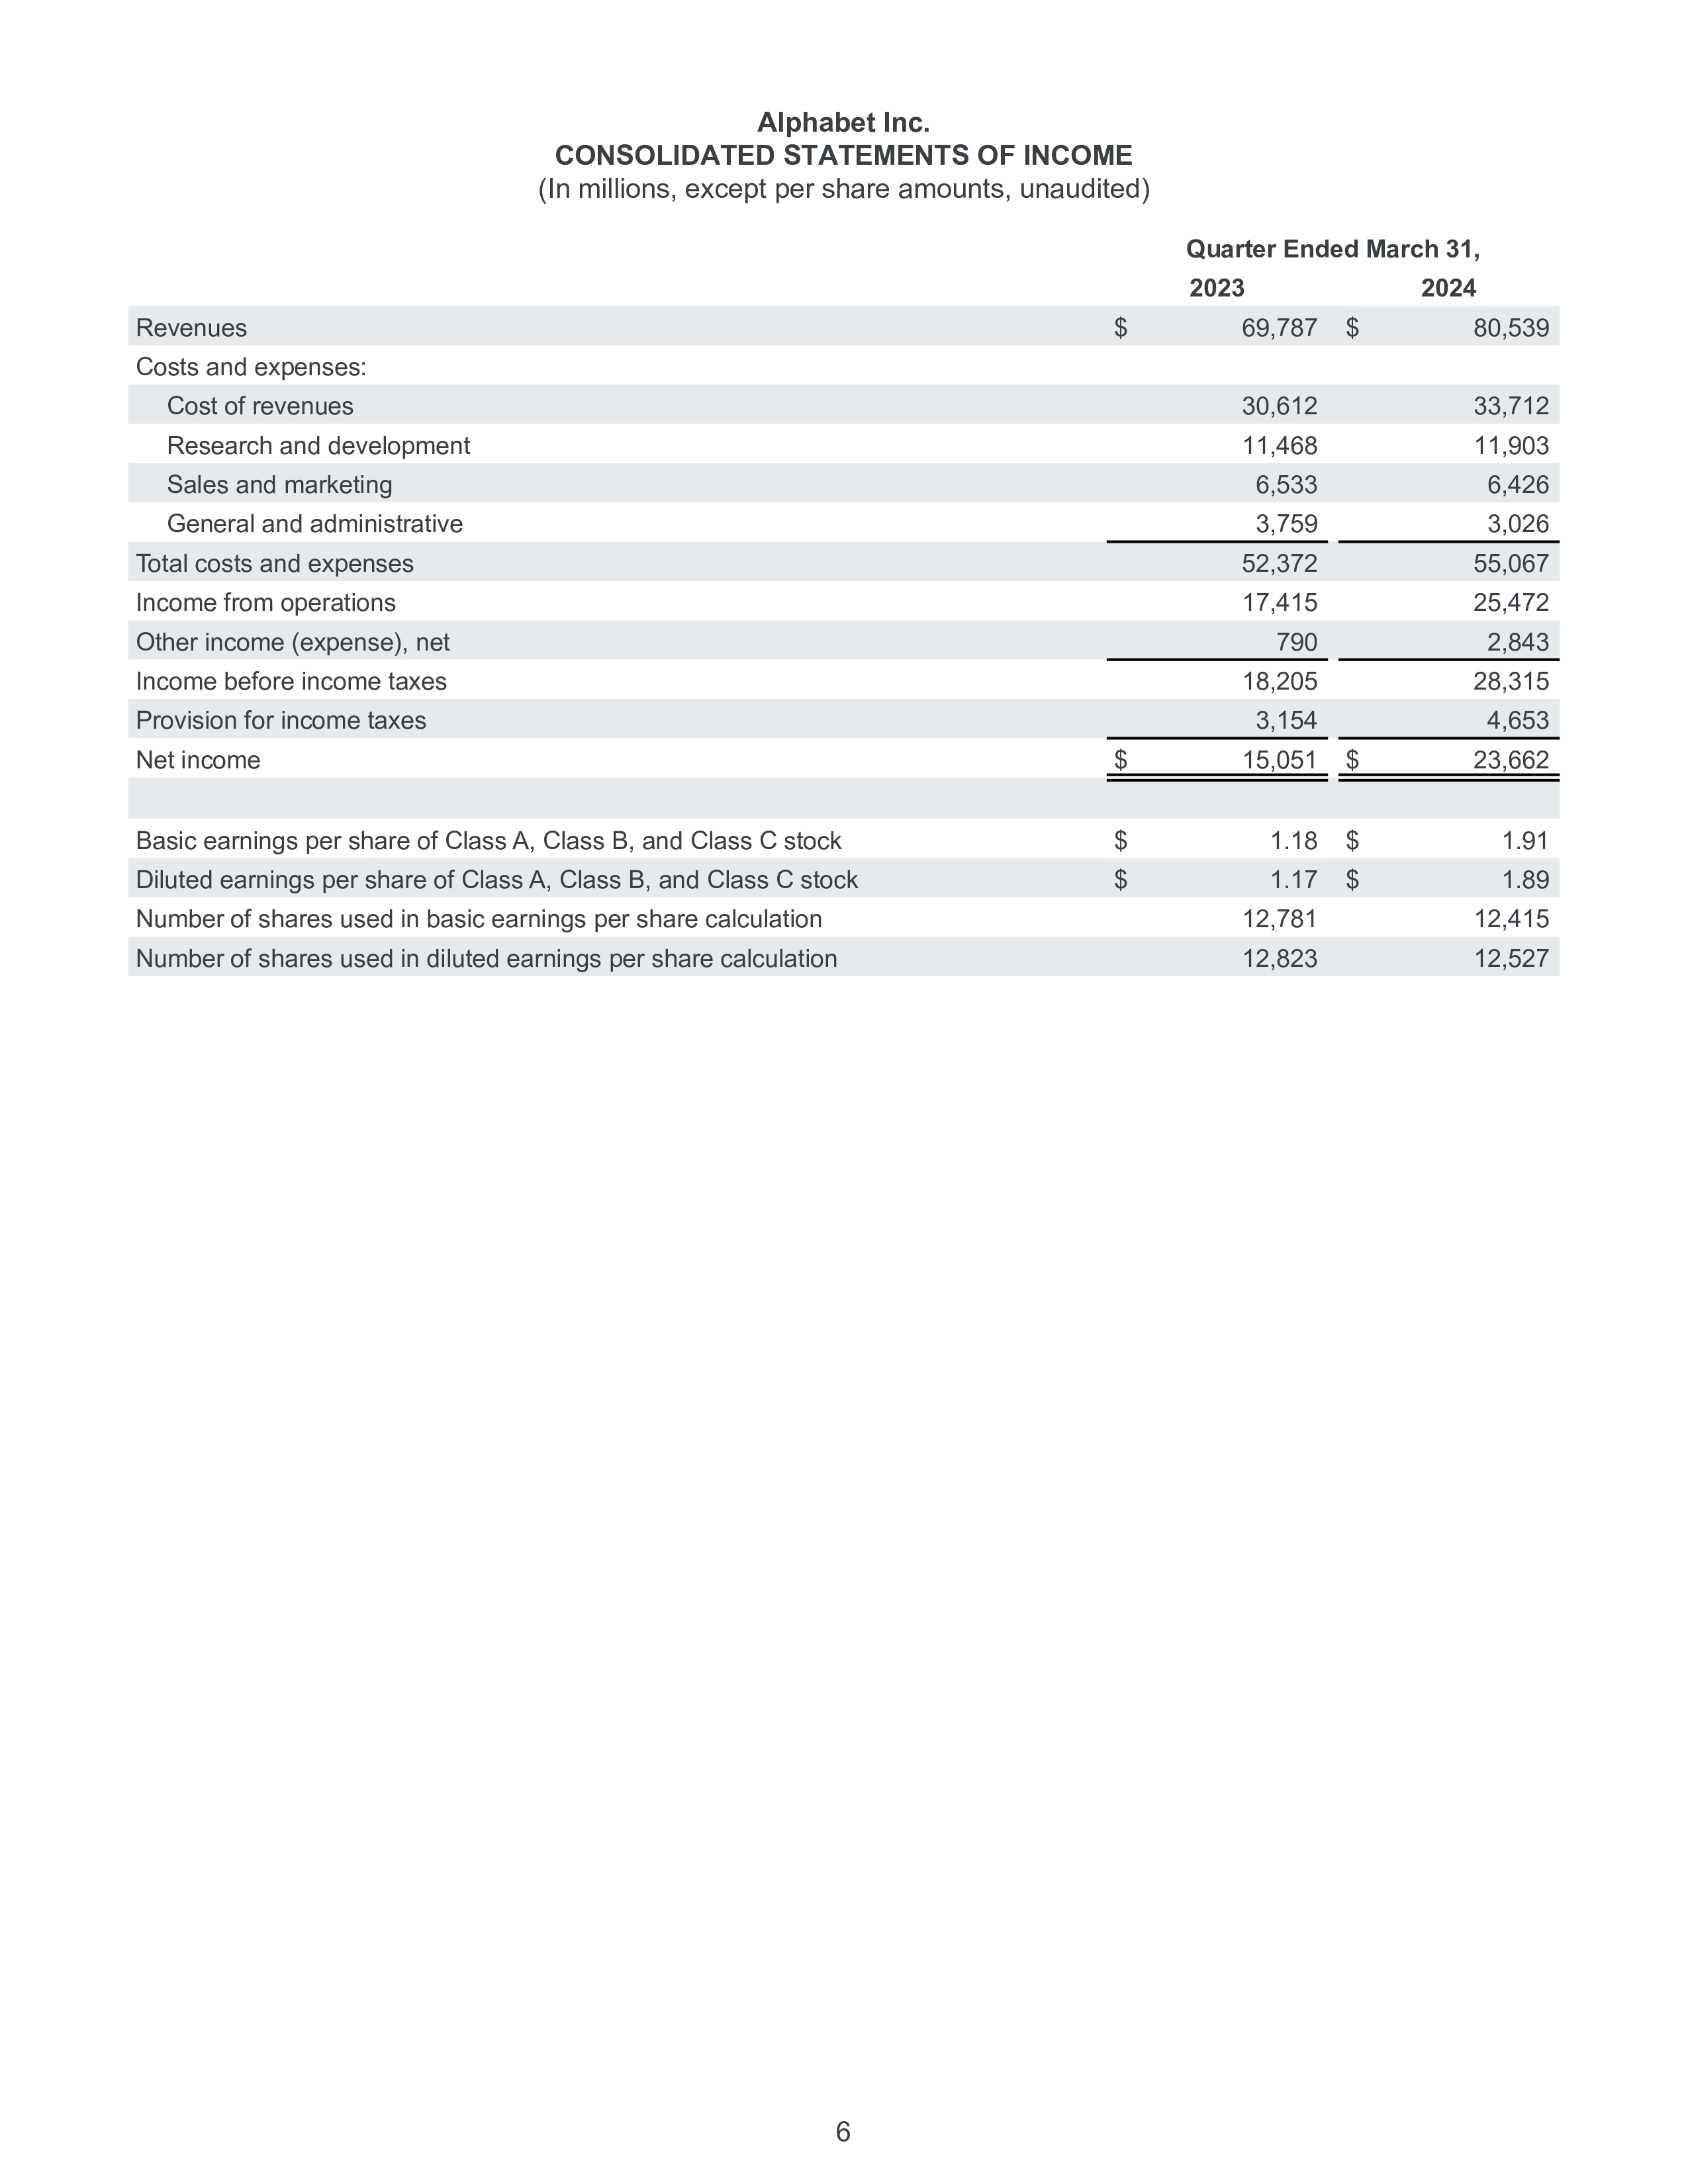 Alphabet Inc.
CONSOLIDATED STATEMENTS OF INCOME
(In millions, except per share amounts, unaudited)
Quarter Ended March 31,
2023 2024
Revenues $ 69,787 $ 80,539
Costs and expenses:
Cost of revenues 30,612 33,712
Research and development 11,468 11,903
Sales and marketing 6,533 6,426
General and administrative 3,759 3,026
Total costs and expenses 52,372 55,067
Income from operations 17,415 25,472
Other income (expense), net 790 2,843
Income before income taxes 18,205 28,315
Provision for income taxes 3,154 4,653
Net income $ 15,051 $ 23,662
Basic earnings per share of Class A, Class B, and Class C stock $ 1.18 $ 1.91
Diluted earnings per share of Class A, Class B, and Class C stock $ 1.17 $ 1.89
Number of shares used in basic earnings per share calculation 12,781 12,415
Number of shares used in diluted earnings per share calculation 12,823 12,527
6